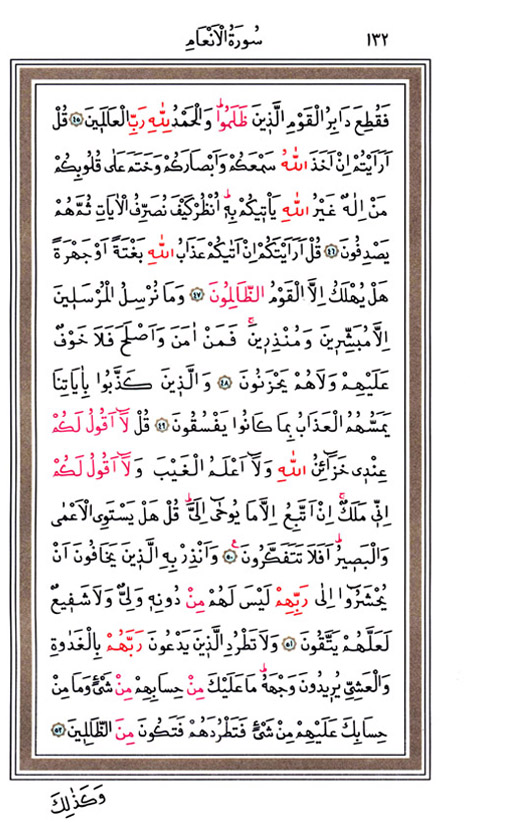 ١٣٢ سُورَةُ الْاَنْعَامِ
فَقُطِعَ دَابِرُ الْقَوْمِ الَّذٖينَ ظَلَمُواؕ وَالْحَمْدُ لِلّٰهِ رَبِّ الْعَالَمٖينَ ﴿٤٥﴾ قُلْ
اَرَاَيْتُمْ اِنْ اَخَذَ اللّٰهُ سَمْعَكُمْ وَاَبْصَارَكُمْ وَخَتَمَ عَلٰى قُلُوبِكُمْ
مَنْ اِلٰهٌ غَيْرُ اللّٰهِ يَأْتٖيكُمْ بِهٖؕ اُنْظُرْ كَيْفَ نُصَرِّفُ الْاٰيَاتِ ثُمَّ هُمْ
يَصْدِفُونَ ﴿٤٦﴾ قُلْ اَرَاَيْتَكُمْ اِنْ اَتٰيكُمْ عَذَابُ اللّٰهِ بَغْتَةً اَوْ جَهْرَةً
هَلْ يُهْلَكُ اِلَّا الْقَوْمُ الظَّالِمُونَ ﴿٤٧﴾ وَمَا نُرْسِلُ الْمُرْسَلٖينَ
اِلَّا مُبَشِّرٖينَ وَمُنْذِرٖينَۚ فَمَنْ اٰمَنَ وَاَصْلَحَ فَلَا خَوْفٌ
عَلَيْهِمْ وَلَا هُمْ يَحْزَنُونَ ﴿٤٨﴾ وَالَّذٖينَ كَذَّبُوا بِاٰيَاتِنَا
يَمَسُّهُمُ الْعَذَابُ بِمَا كَانُوا يَفْسُقُونَ ﴿٤٩﴾ قُلْ لَٓا اَقُولُ لَكُمْ
عِنْدٖى خَزَٓائِنُ اللّٰهِ وَلَٓا اَعْلَمُ الْغَيْبَ وَلَٓا اَقُولُ لَكُمْ
اِنّٖى مَلَكٌۚ اِنْ اَتَّبِعُ اِلَّا مَا يُوحٰٓى اِلَیَّؕ قُلْ هَلْ يَسْتَوِى الْاَعْمٰى
وَالْبَصٖيرُؕ اَفَلَا تَتَفَكَّرُونَ ﴿٥٠﴾ وَاَنْذِرْ بِهِ الَّذٖينَ يَخَافُونَ اَنْ
يُحْشَرُٓوا اِلٰى رَبِّهِمْ لَيْسَ لَهُمْ مِنْ دُونِهٖ وَلِىٌّ وَلَا شَفٖيعٌ
لَعَلَّهُمْ يَتَّقُونَ ﴿٥١﴾ وَلَا تَطْرُدِ الَّذٖينَ يَدْعُونَ رَبَّهُمْ بِالْغَدٰوةِ
وَالْعَشِىِّ يُرٖيدُونَ وَجْهَهُؕ مَا عَلَيْكَ مِنْ حِسَابِهِمْ مِنْ شَیْءٍ وَمَا مِنْ
حِسَابِكَ عَلَيْهِمْ مِنْ شَیْءٍ فَتَطْرُدَهُمْ فَتَكُونَ مِنَ الظَّالِمٖينَ ﴿٥٢﴾
وَكَذٰلِكَ